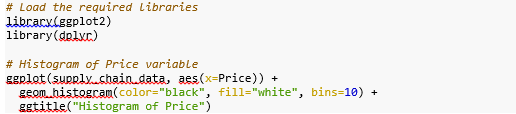 # Load the required libraries
library(ggplot2)
library(dplyr)
# Histogram of Price variable
ggplot(supply_chain_data, aes(x=Price)) +
geom_histogram(color="black", fill="white", bins=10) +
ggtitle("Histogram of Price")